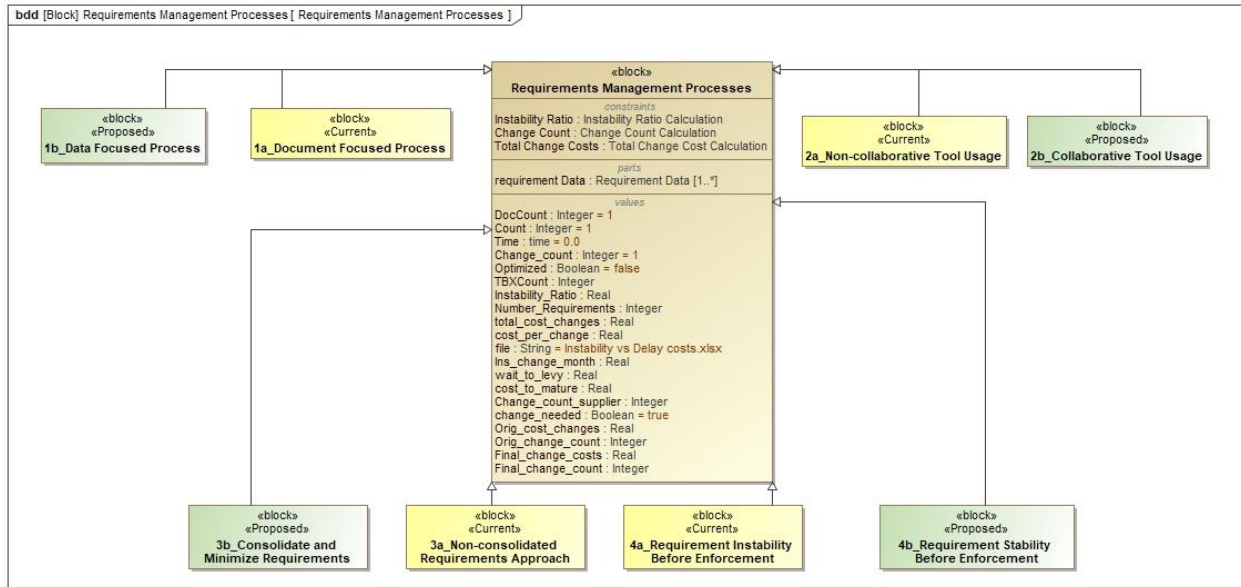 bdd [Block] Requirements Management Processes [ Requirements Management Processes ]
«block»
«Proposed»
1b_Data Focused Process
«block»
«Current»
1a_Document Focused Process
«block»
Requirements Management Processes
constraints
Instability Ratio : Instability Ratio Calculation
Change Count : Change Count Calculation
Total Change Costs : Total Change Cost Calculation
parts
requirement Data : Requirement Data [1..*]
values
DocCount : Integer = 1
Count : Integer = 1
Time : time = 0.0
Change_count : Integer = 1
Optimized : Boolean = false
TBXCount : Integer
Instability_Ratio : Real
Number_Requirements : Integer
total_cost_changes : Real
cost_per_change : Real
file : String = Instability vs Delay costs.xlsx
Ins_change_month : Real
wait_to_levy : Real
cost_to_mature : Real
Change_count_supplier : Integer
change_needed : Boolean = true
Orig_cost_changes : Real
Orig_change_count : Integer
Final_change_costs : Real
Final_change_count : Integer
«block»
«Current»
2a_Non-collaborative Tool Usage
«block»
«Proposed»
2b_Collaborative Tool Usage
«block»
«Proposed»
3b_Consolidate and
Minimize Requirements
«block»
«Current»
3a_Non-consolidated
Requirements Approach
«block»
«Current»
4a_Requirement Instability
Before Enforcement
«block»
«Proposed»
4b_Requirement Stability
Before Enforcement